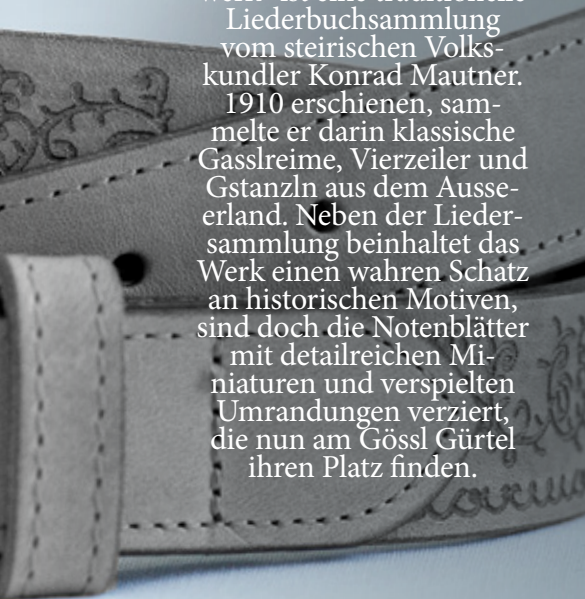 Liederbuchsammlung
vom steirischen Volks-
kundler Konrad Mautner.
1910 erschienen, sam-
melte er darin klassische
Gasslreime, Vierzeiler und
Gstanzln aus dem Ausse-
erland. Neben der Lieder-
sammlung beinhaltet das
Werk einen wahren Schatz
an historischen Motiven,
sind doch die Notenblätter
mit detailreichen Mi-
niaturen und verspielten
Umrandungen verziert,
die nun am Gössl Gürtel
ihren Platz finden.